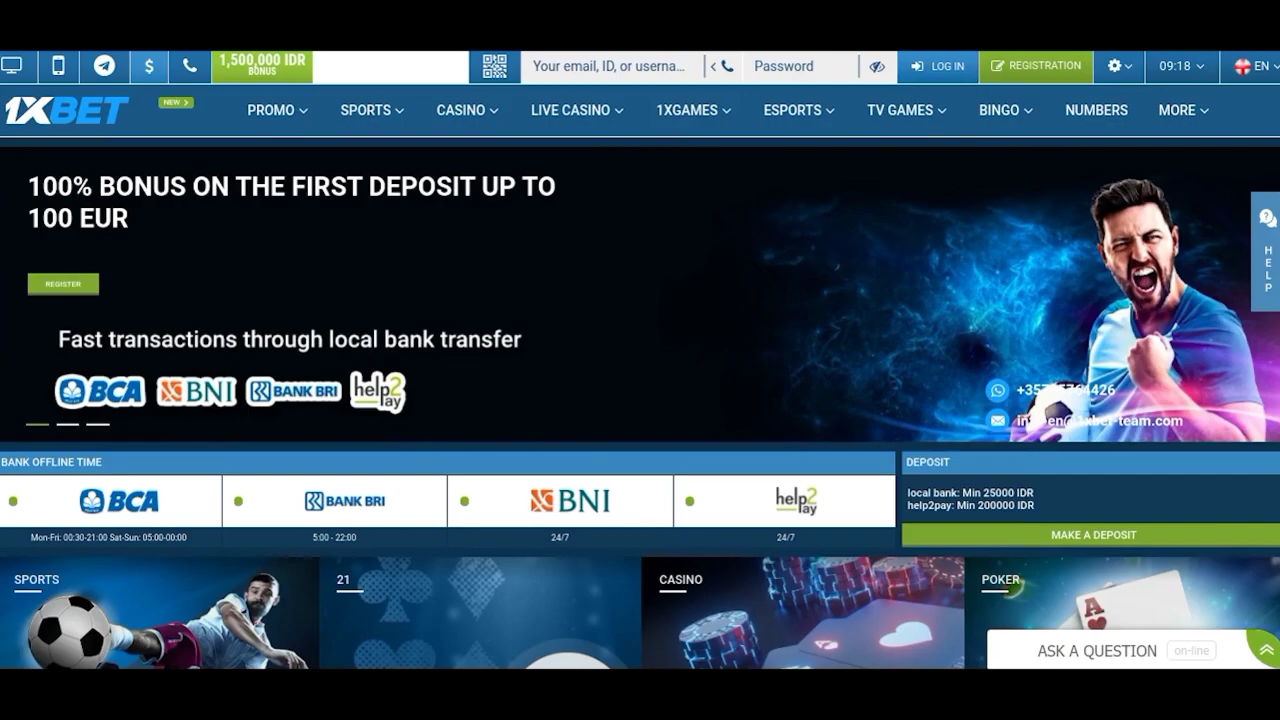 1,500,000 IDR
BONUS
Your email, ID, or userna...
Password
LOG IN
REGISTRATION
09:18
EN
1XBET
NEW
PROMO
SPORTS
CASINO
LIVE CASINO
1XGAMES
ESPORTS
TV GAMES
BINGO
NUMBERS
MORE
100% BONUS ON THE FIRST DEPOSIT UP TO
100 EUR
REGISTER
HELP
Fast transactions through local bank transfer
BCA
BNI
BANK BRI
help2
pay
BANK OFFLINE TIME
DEPOSIT
BCA
BANK BRI
BNI
help2
pay
local bank: Min 25000 IDR
help2pay: Min 200000 IDR
Mon-Fri: 00:30-21:00 Sat-Sun: 05:00-00:00
5:00 - 22:00
24/7
24/7
MAKE A DEPOSIT
SPORTS
21
CASINO
POKER
A
ASK A QUESTION
on-line